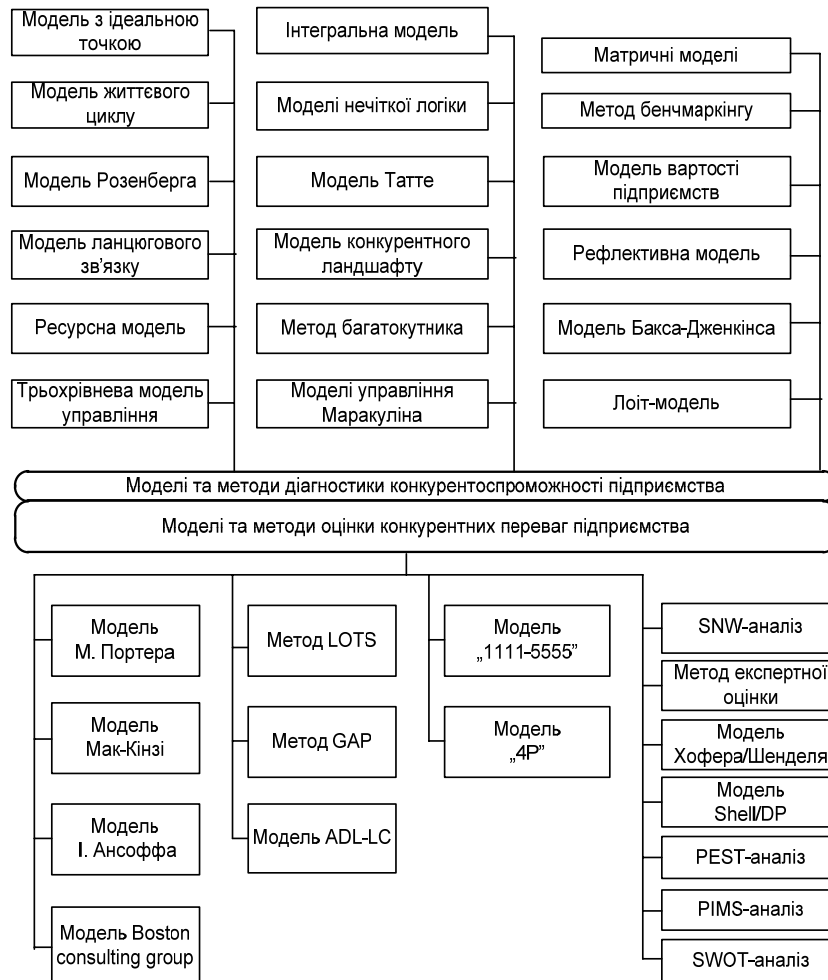 Модель з ідеальною
точкою
Модель життєвого
циклу
Модель Розенберга
Модель ланцюгового
зв'язку
Ресурсна модель
Трьохрівнева модель
управління
Інтегральна модель
Моделі нечіткої логіки
Модель Татте
Модель конкурентного
ландшафту
Метод багатокутника
Моделі управління
Маракуліна
Матричні моделі
Метод бенчмаркінгу
Модель вартості
підприємств
Рефлективна модель
Модель Бакса-Дженкінса
Лоіт-модель
Моделі та методи діагностики конкурентоспроможності підприємства
Моделі та методи оцінки конкурентних переваг підприємства
Модель
М. Портера
Модель
Мак-Кінзі
Модель
І. Ансоффа
Модель Boston
consulting group
Метод LOTS
Метод GAP
Модель ADL-LC
Модель
„1111-5555”
Модель
„4P”
SNW-аналіз
Метод експертної
оцінки
Модель
Хофера/Шенделя
Модель
Shell/DP
PEST-аналіз
PIMS-аналіз
SWOT-аналіз